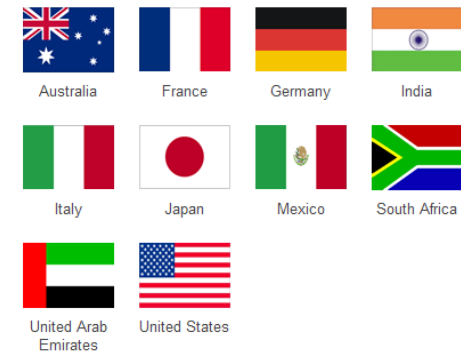 Australia
France
Germany
India
Italy
Japan
Mexico
South Africa
United Arab
Emirates
United States